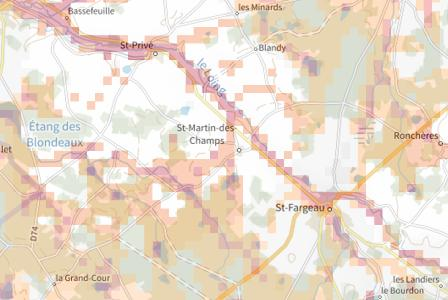 Bassefeuille
les Minards
St-Privé
Blandy
le Loing
Étang des
Blondeaux
St-Martin-des-
Champs
Ronchères
let
St-Fargeau
D74
la Grand-Cour
les Landiers
le Bourdon